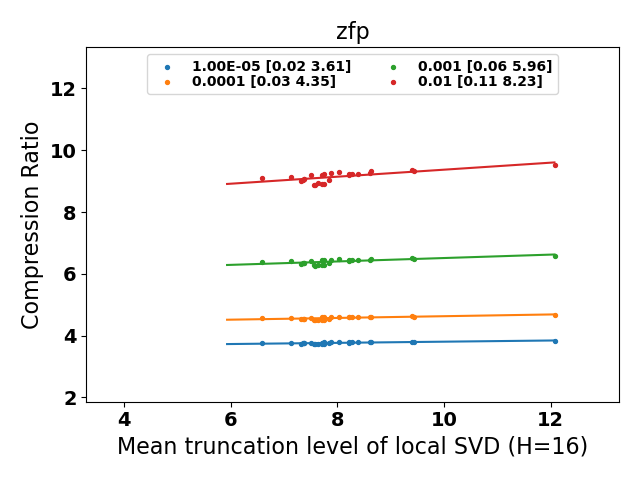 zfp
1.00E-05 [0.02 3.61]
0.0001 [0.03 4.35]
0.001 [0.06 5.96]
0.01 [0.11 8.23]
Compression Ratio
12
10
8
6
4
2
4 6 8 10 12
Mean truncation level of local SVD (H=16)